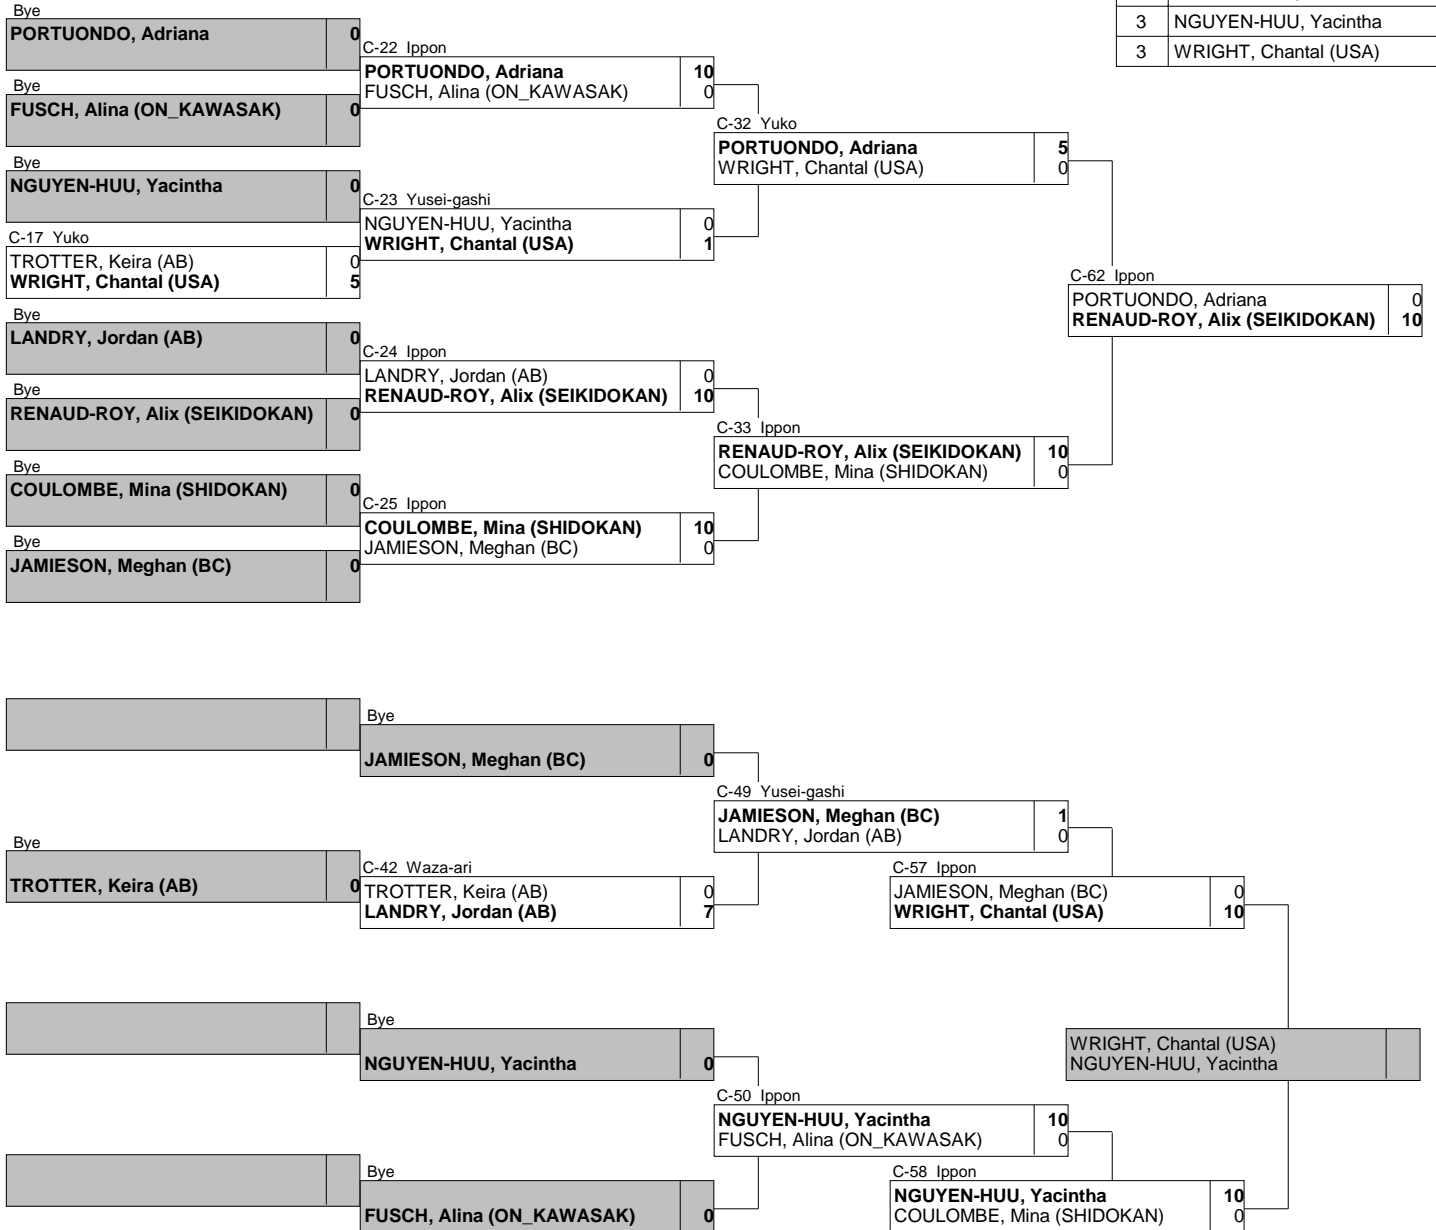 Bye
PORTUONDO, Adriana 0
Bye
FUSCH, Alina (ON_KAWASAK) 0
Bye
NGUYEN-HUU, Yacintha 0
C-17 Yuko
TROTTER, Keira (AB) 0
WRIGHT, Chantal (USA) 5
Bye
LANDRY, Jordan (AB) 0
Bye
RENAUD-ROY, Alix (SEIKIDOKAN) 0
Bye
COULOMBE, Mina (SHIDOKAN) 0
Bye
JAMIESON, Meghan (BC) 0
C-22 Ippon
PORTUONDO, Adriana 10
FUSCH, Alina (ON_KAWASAK) 0
C-23 Yusei-gashi
NGUYEN-HUU, Yacintha 0
WRIGHT, Chantal (USA) 1
C-24 Ippon
LANDRY, Jordan (AB) 0
RENAUD-ROY, Alix (SEIKIDOKAN) 10
C-25 Ippon
COULOMBE, Mina (SHIDOKAN) 10
JAMIESON, Meghan (BC) 0
C-32 Yuko
PORTUONDO, Adriana 5
WRIGHT, Chantal (USA) 0
C-33 Ippon
RENAUD-ROY, Alix (SEIKIDOKAN) 10
COULOMBE, Mina (SHIDOKAN) 0
3 NGUYEN-HUU, Yacintha
3 WRIGHT, Chantal (USA)
C-62 Ippon
PORTUONDO, Adriana 0
RENAUD-ROY, Alix (SEIKIDOKAN) 10
Bye
JAMIESON, Meghan (BC) 0
Bye
TROTTER, Keira (AB) 0
C-42 Waza-ari
TROTTER, Keira (AB) 0
LANDRY, Jordan (AB) 7
C-49 Yusei-gashi
JAMIESON, Meghan (BC) 1
LANDRY, Jordan (AB) 0
C-57 Ippon
JAMIESON, Meghan (BC) 0
WRIGHT, Chantal (USA) 10
Bye
NGUYEN-HUU, Yacintha 0
Bye
FUSCH, Alina (ON_KAWASAK) 0
C-50 Ippon
NGUYEN-HUU, Yacintha 10
FUSCH, Alina (ON_KAWASAK) 0
C-58 Ippon
NGUYEN-HUU, Yacintha 10
COULOMBE, Mina (SHIDOKAN) 0
WRIGHT, Chantal (USA)
NGUYEN-HUU, Yacintha